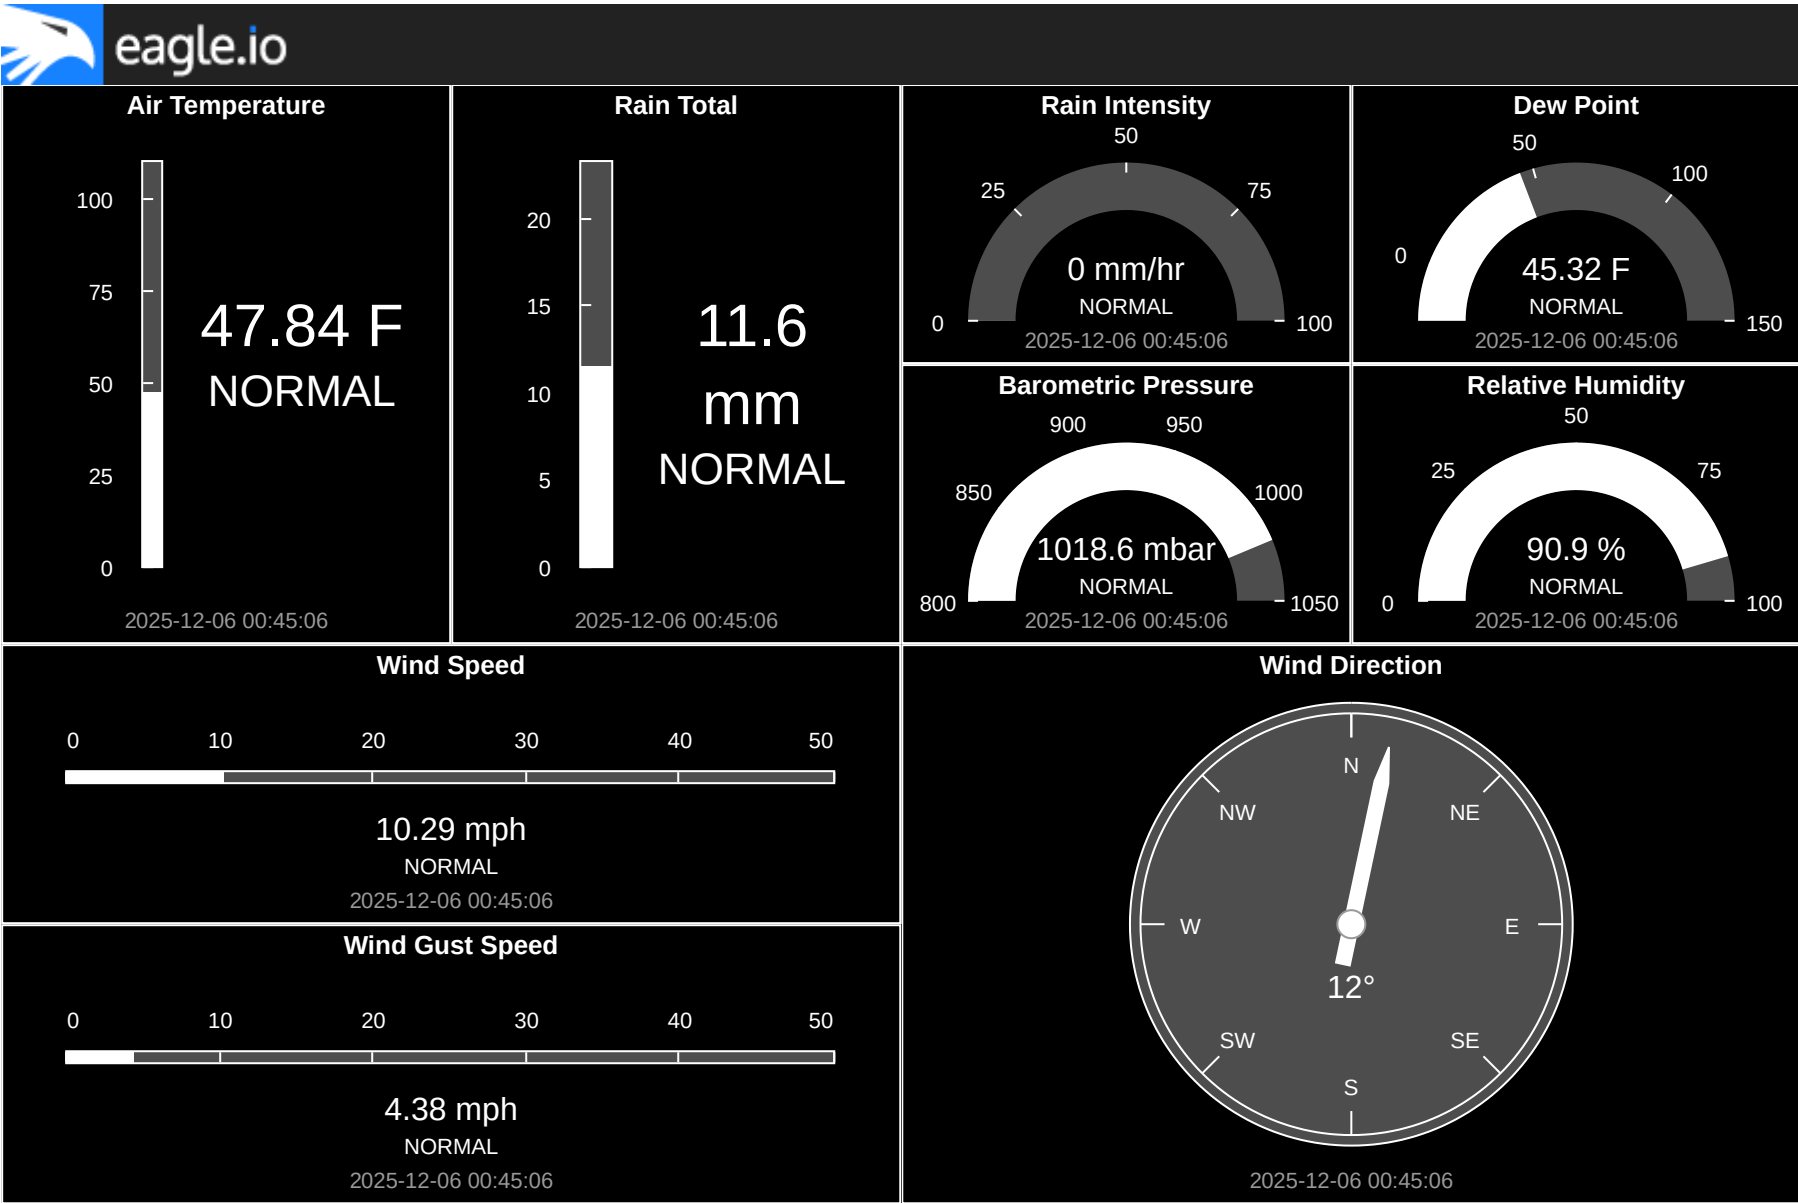 eagle.io
Air Temperature
100
75
50
25
0
47.84 F
NORMAL
2025-12-06 00:45:06
Rain Total
20
15
10
5
0
11.6
mm
NORMAL
2025-12-06 00:45:06
Rain Intensity
0
25
50
75
100
0 mm/hr
NORMAL
2025-12-06 00:45:06
Dew Point
0
50
100
150
45.32 F
NORMAL
2025-12-06 00:45:06
Barometric Pressure
800
850
900
950
1000
1050
1018.6 mbar
NORMAL
2025-12-06 00:45:06
Relative Humidity
0
25
50
75
100
90.9 %
NORMAL
2025-12-06 00:45:06
Wind Speed
0 10 20 30 40 50
10.29 mph
NORMAL
2025-12-06 00:45:06
Wind Gust Speed
0 10 20 30 40 50
4.38 mph
NORMAL
2025-12-06 00:45:06
Wind Direction
N
NW
NE
W
E
12°
SW
SE
S
2025-12-06 00:45:06